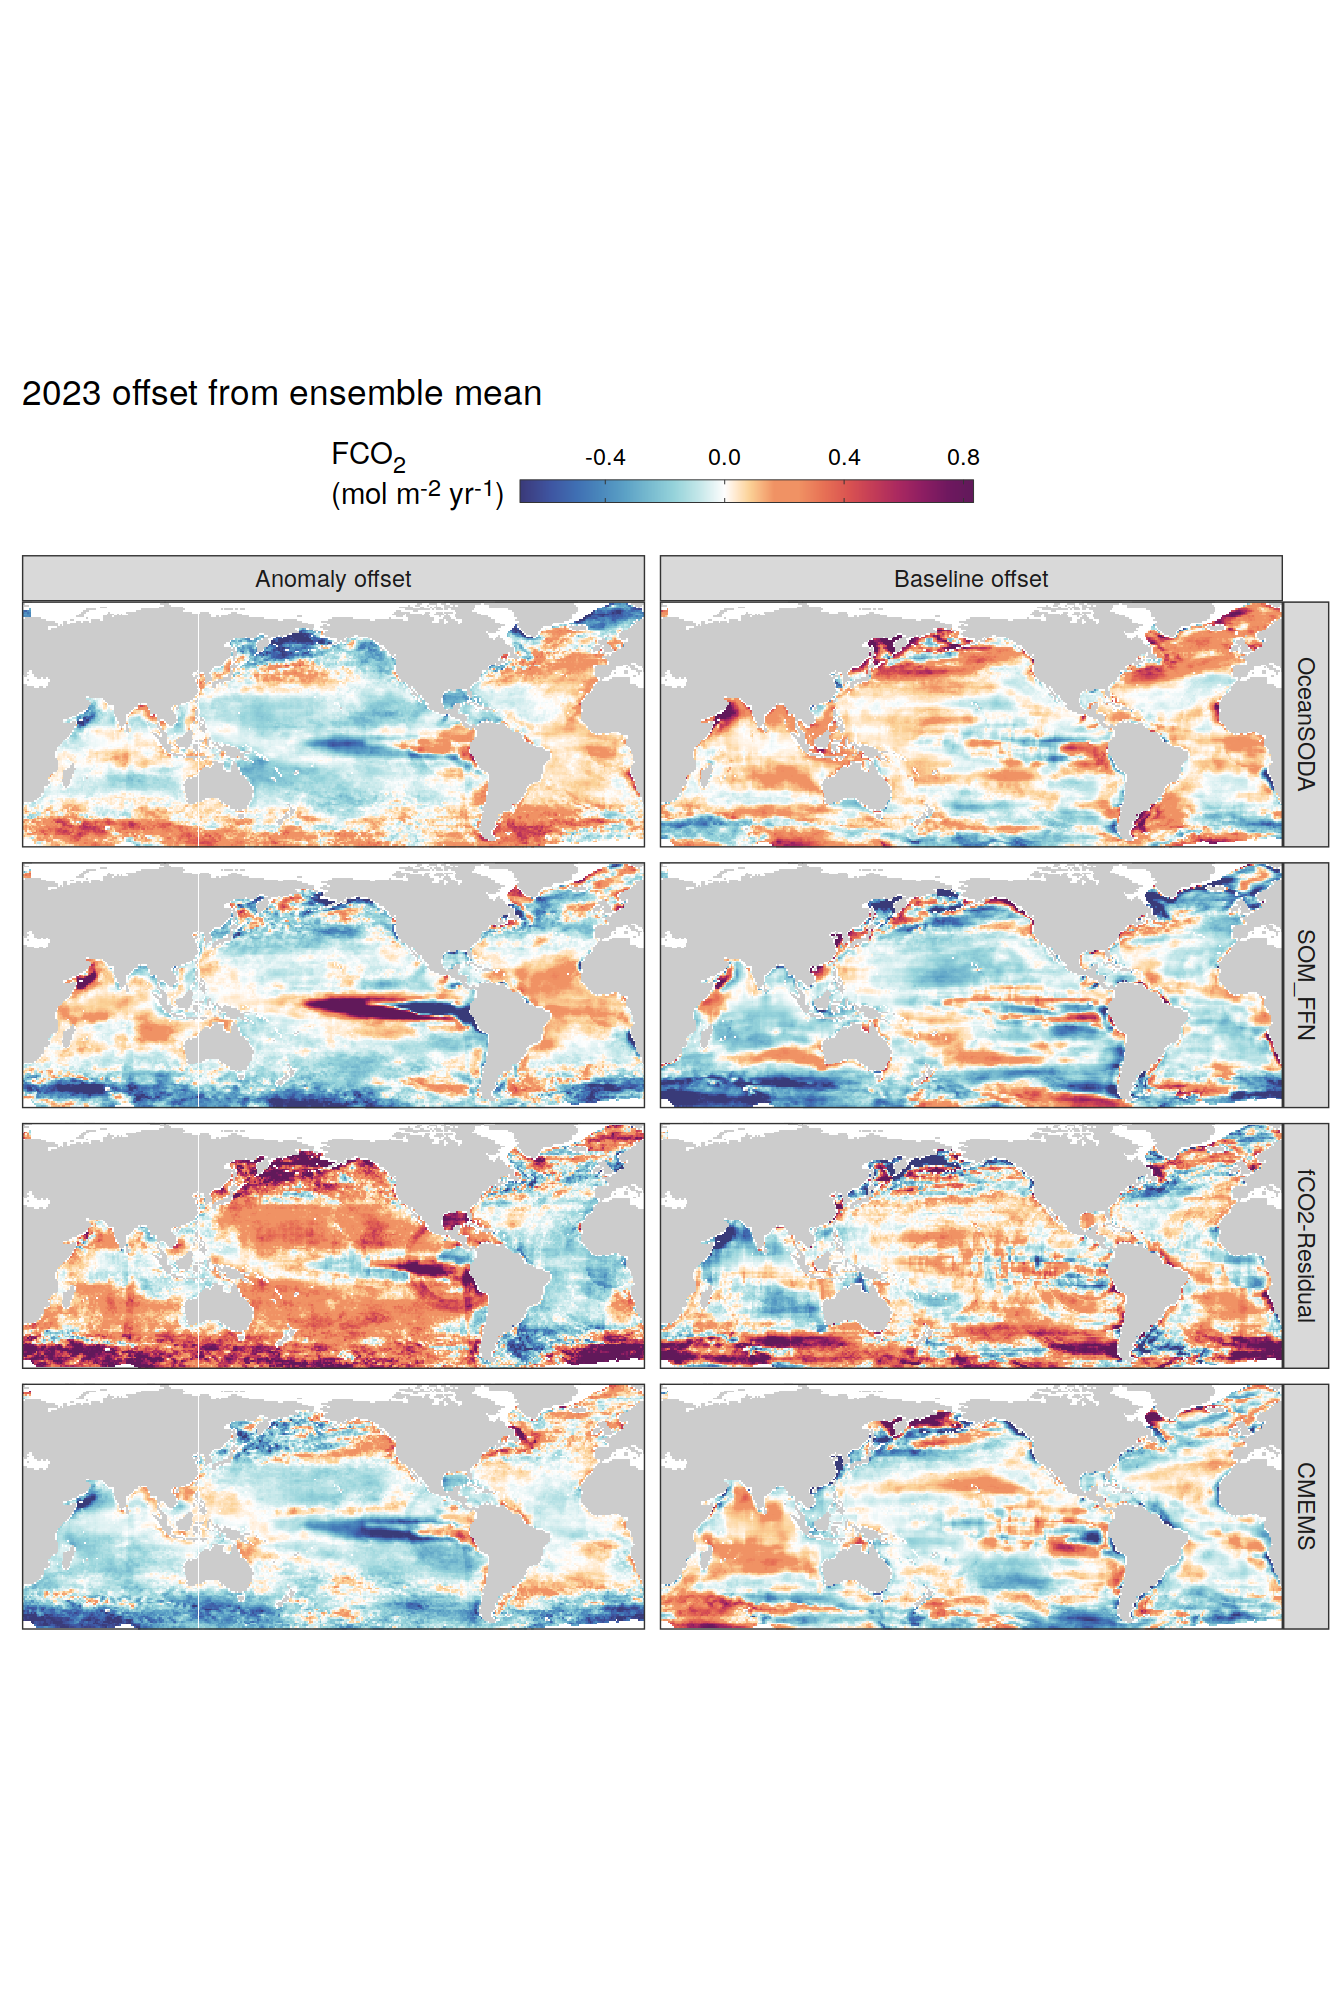 2023 offset from ensemble mean
FCO₂
(mol m⁻² yr⁻¹)
-0.4 0.0 0.4 0.8
Anomaly offset Baseline offset
OceanSODA
SOM_FFN
fCO2-Residual
CMEMS